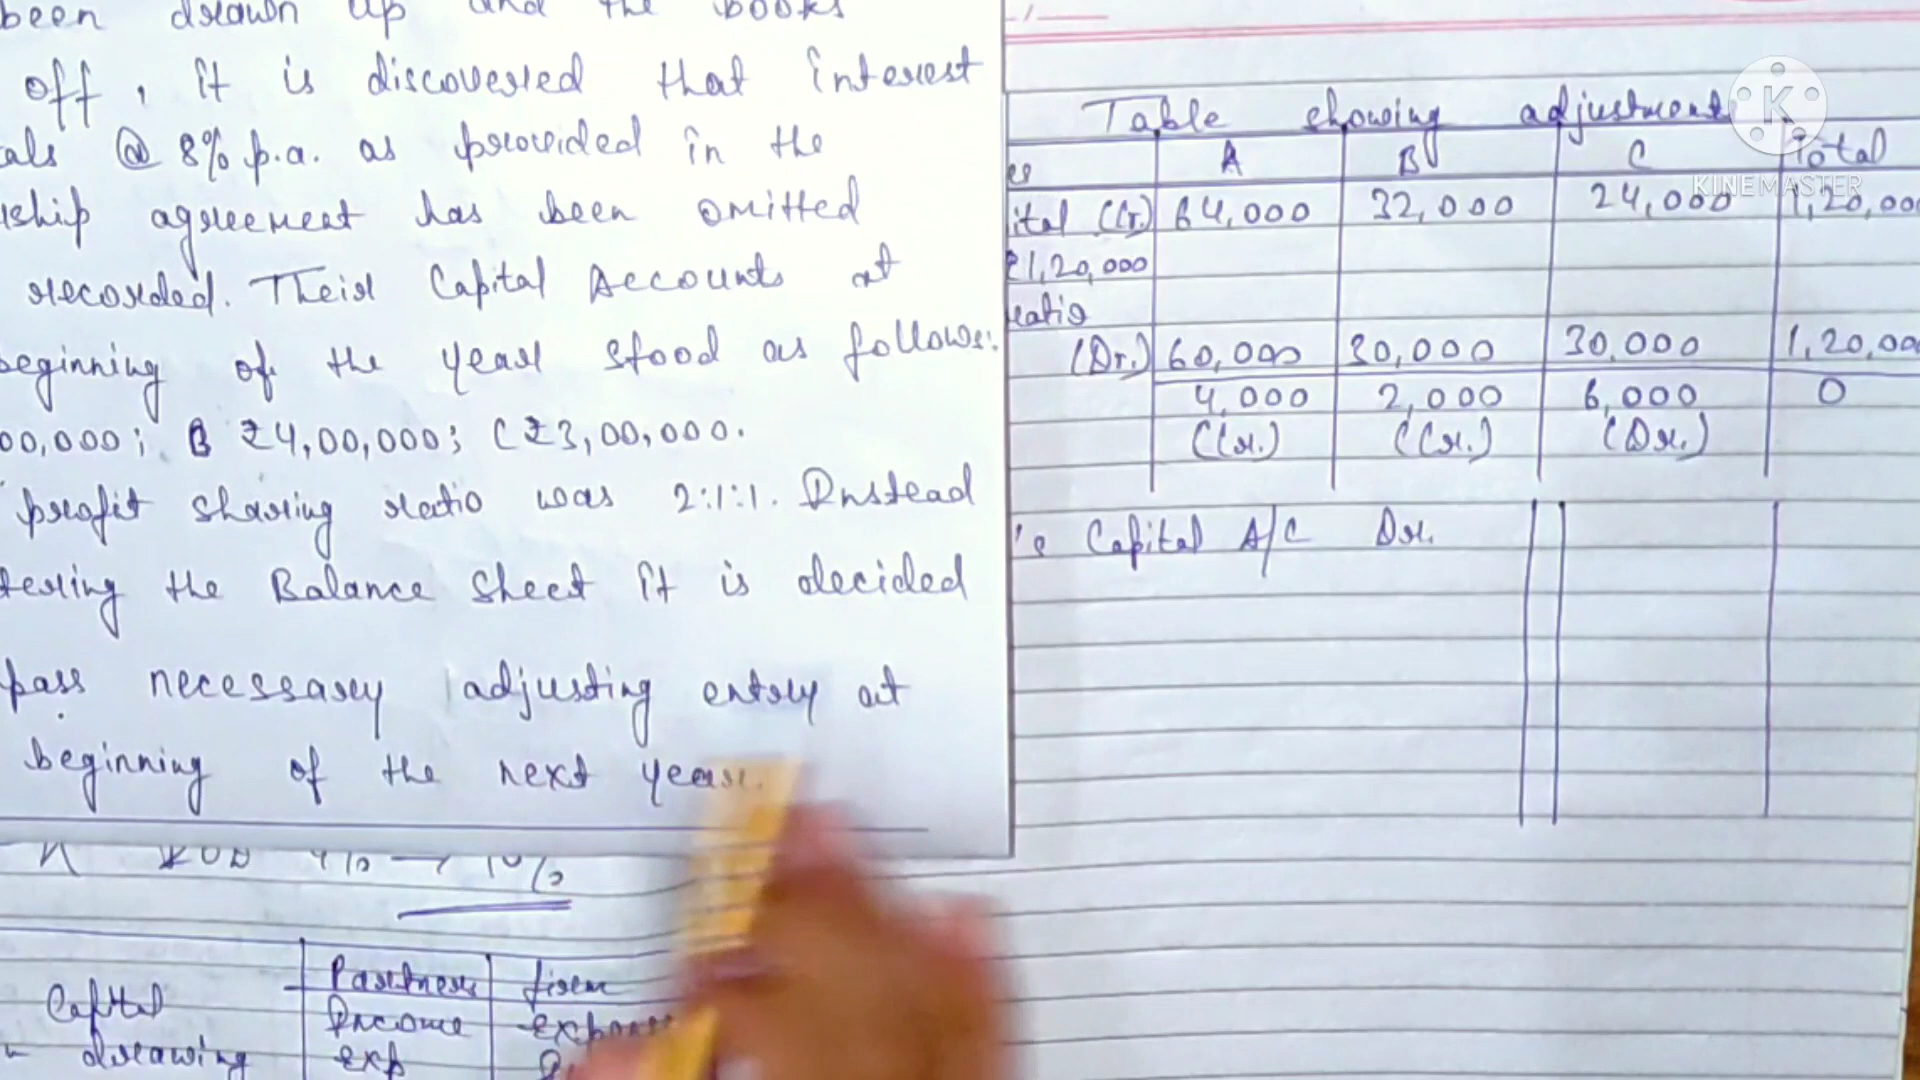 been drawn up and the books
off, it is discovered that interest
als @ 8% p.a. as provided in the
ship agreement has been omitted
recorded. Their Capital Accounts at
beginning of the year stood as follows:
00,000; B ₹4,00,000; C ₹3,00,000.
profit sharing ratio was 2:1:1. Instead
tering the Balance Sheet it is decided
pass necessary adjusting entry at
beginning of the next year.
Partners firm
Capital Income expense
drawing exp
Table showing adjustment
A B C Total
ital (Cr.) 64,000 32,000 24,000 1,20,000
₹1,20,000
ratio
(Dr.) 60,000 30,000 30,000 1,20,00
4,000 2,000 6,000 0
(Cr.) (Cr.) (Dr.)
's Capital A/C Dr.
K
KINEMASTER